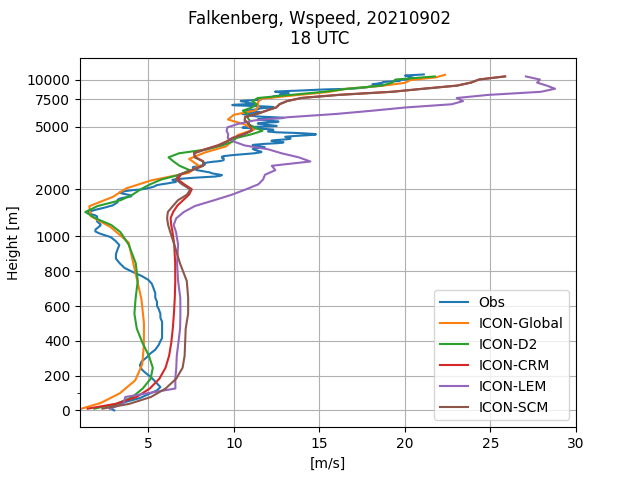 Falkenberg, Wspeed, 20210902
18 UTC
Height [m]
10000
7500
5000
2000
1000
800
600
400
200
0
Obs
ICON-Global
ICON-D2
ICON-CRM
ICON-LEM
ICON-SCM
5
10
15
20
25
30
[m/s]